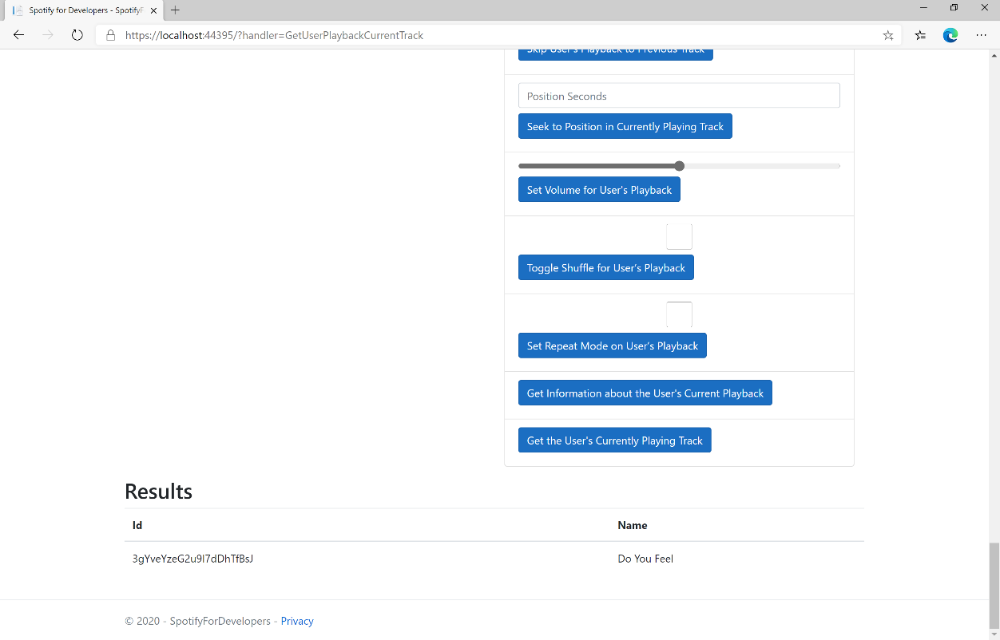 Spotify for Developers - SpotifyF
https://localhost:44395/?handler=GetUserPlaybackCurrentTrack
Skip User's Playback to Previous Track
Position Seconds
Seek to Position in Currently Playing Track
Set Volume for User's Playback
Toggle Shuffle for User's Playback
Set Repeat Mode on User's Playback
Get Information about the User's Current Playback
Get the User's Currently Playing Track
Results
Id Name
3gYveYzeG2u9I7dDhTfBsJ Do You Feel
© 2020 - SpotifyForDevelopers - Privacy